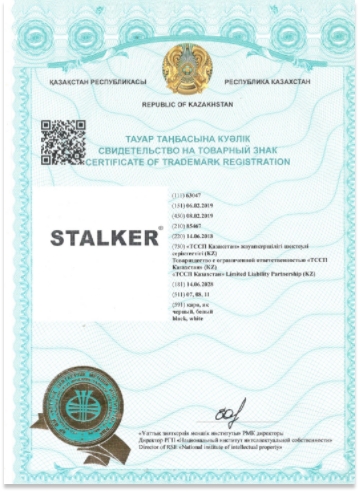 ҚАЗАҚСТАН РЕСПУБЛИКАСЫ
РЕСПУБЛИКА КАЗАХСТАН
REPUBLIC OF KAZAKHSTAN
ТАУАР ТАҢБАСЫНА КУӘЛІК
СВИДЕТЕЛЬСТВО НА ТОВАРНЫЙ ЗНАК
CERTIFICATE OF TRADEMARK REGISTRATION
STALKER®
(111) 63047
(151) 06.02.2019
(450) 08.02.2019
(210) 85467
(220) 14.06.2018
(730) «ТССП Қазақстан» жауапкершілігі шектеулі
серіктестігі (KZ)
Товарищество с ограниченной ответственностью «ТССП
Казахстан» (KZ)
«ТССП Казахстан» Limited Liability Partnership (KZ)
(181) 14.06.2028
(511) 07, 08, 11
(591) қара, ақ
черный, белый
black, white
«Ұлттық зияткерлік меншік институты» РМК директоры
Директор РГП «Национальный институт интеллектуальной собственности»
Director of RSE «National institute of intellectual property»